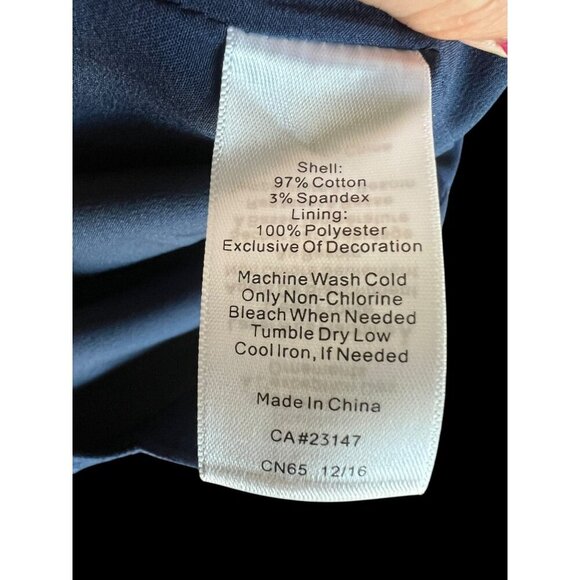 Shell:
97% Cotton
3% Spandex
Lining:
100% Polyester
Exclusive Of Decoration
Machine Wash Cold
Only Non-Chlorine
Bleach When Needed
Tumble Dry Low
Cool Iron, If Needed
Made In China
CA#23147
CN65 12/16